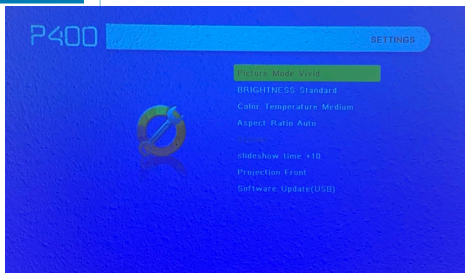 P400
SETTINGS
Picture Mode Vivid
BRIGHTNESS Standard
Color Temperature Medium
Aspect Ratio Auto
slideshow time +10
Projection Front
Software Update(USB)